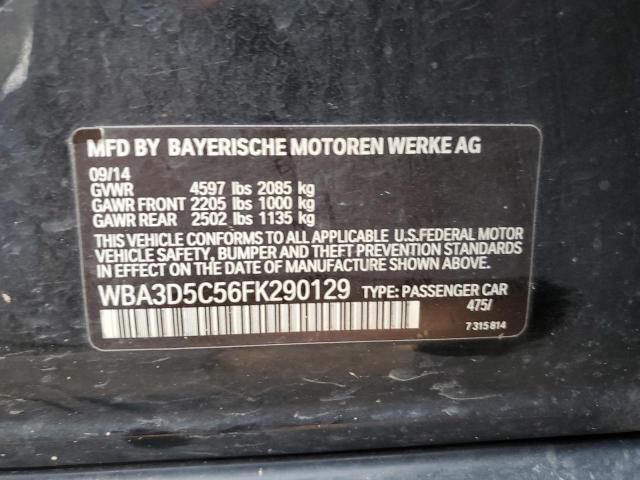 MFD BY BAYERISCHE MOTOREN WERKE AG
09/14
GVWR 4597 lbs 2085 kg
GAWR FRONT 2205 lbs 1000 kg
GAWR REAR 2502 lbs 1135 kg
THIS VEHICLE CONFORMS TO ALL APPLICABLE U.S.FEDERAL MOTOR
VEHICLE SAFETY, BUMPER AND THEFT PREVENTION STANDARDS
IN EFFECT ON THE DATE OF MANUFACTURE SHOWN ABOVE.
WBA3D5C56FK290129 TYPE: PASSENGER CAR
475/
7 315 814